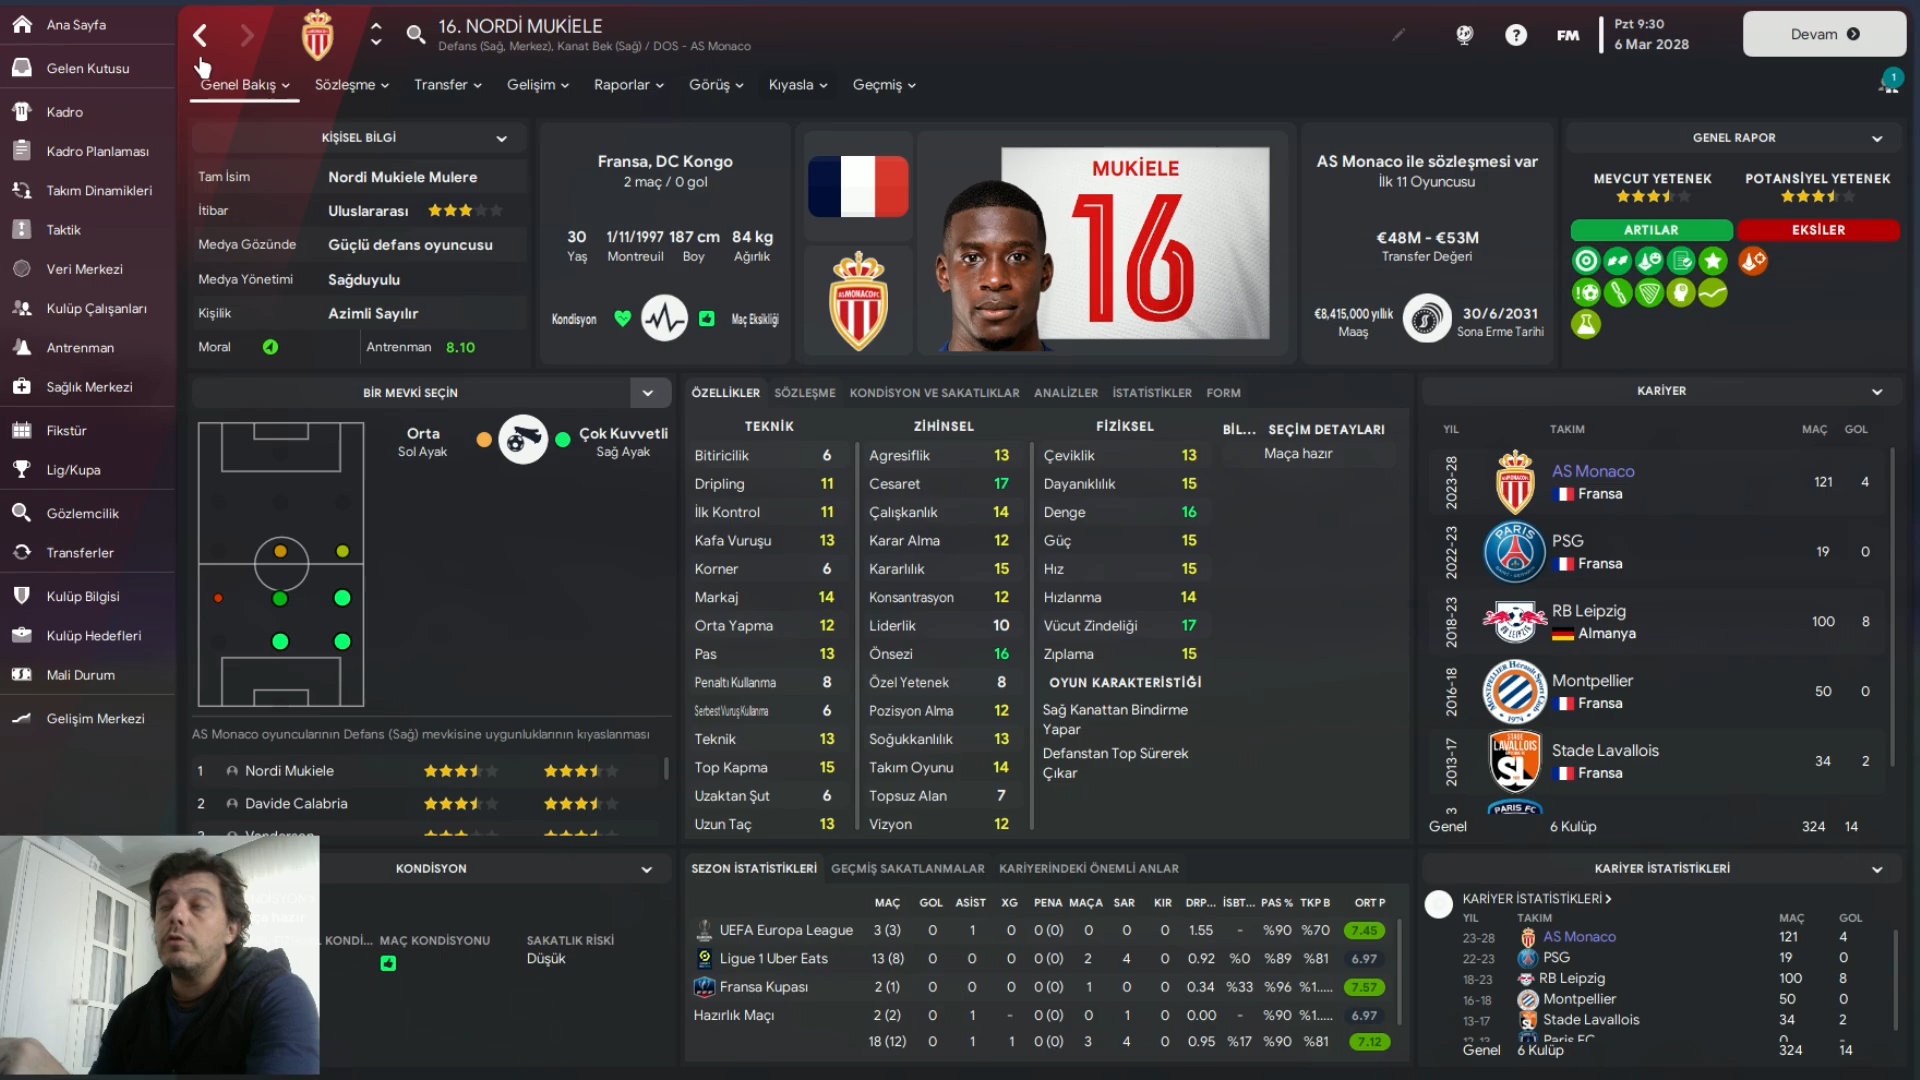 Ana Sayfa
Gelen Kutusu
Kadro
Kadro Planlaması
Takım Dinamikleri
Taktik
Veri Merkezi
Kulüp Çalışanları
Antrenman
Sağlık Merkezi
Fikstür
Lig/Kupa
Gözlemcilik
Transferler
Kulüp Bilgisi
Kulüp Hedefleri
Mali Durum
Gelişim Merkezi
16. NORDİ MUKİELE
Defans (Sağ, Merkez), Kanat Bek (Sağ) / DOS - AS Monaco
FM
Pzt 9:30
6 Mar 2028
Devam
1
Genel Bakış Sözleşme Transfer Gelişim Raporlar Görüş Kıyasla Geçmiş
KİŞİSEL BİLGİ
Tam İsim Nordi Mukiele Mulere
İtibar Uluslararası
Medya Gözünde Güçlü defans oyuncusu
Medya Yönetimi Sağduyulu
Kişilik Azimli Sayılır
Moral Antrenman 8.10
Fransa, DC Kongo
2 maç / 0 gol
30 1/11/1997 187 cm 84 kg
Yaş Montreuil Boy Ağırlık
Kondisyon Maç Eksikliği
MUKİELE
16
AS Monaco ile sözleşmesi var
İlk 11 Oyuncusu
€48M - €53M
Transfer Değeri
€8,415,000 yıllık
Maaş
30/6/2031
Sona Erme Tarihi
GENEL RAPOR
MEVCUT YETENEK POTANSİYEL YETENEK
ARTILAR EKSİLER
BİR MEVKİ SEÇİN
Orta
Sol Ayak
Çok Kuvvetli
Sağ Ayak
AS Monaco oyuncularının Defans (Sağ) mevkisine uygunluklarının kıyaslanması
1 Nordi Mukiele
2 Davide Calabria
ÖZELLİKLER SÖZLEŞME KONDİSYON VE SAKATLIKLAR ANALİZLER İSTATİSTİKLER FORM
TEKNİK
Bitiricilik 6
Dripling 11
İlk Kontrol 11
Kafa Vuruşu 13
Korner 6
Markaj 14
Orta Yapma 12
Pas 13
Penaltı Kullanma 8
Serbest Vuruş Kullanma 6
Teknik 13
Top Kapma 15
Uzaktan Şut 6
Uzun Taç 13
ZİHİNSEL
Agresiflik 13
Cesaret 17
Çalışkanlık 14
Karar Alma 12
Kararlılık 15
Konsantrasyon 12
Liderlik 10
Önsezi 16
Özel Yetenek 8
Pozisyon Alma 12
Soğukkanlılık 13
Takım Oyunu 14
Topsuz Alan 7
Vizyon 12
FİZİKSEL
Çeviklik 13
Dayanıklılık 15
Denge 16
Güç 15
Hız 15
Hızlanma 14
Vücut Zindeliği 17
Zıplama 15
OYUN KARAKTERİSTİĞİ
Sağ Kanattan Bindirme
Yapar
Defanstan Top Sürerek
Çıkar
BİL... SEÇİM DETAYLARI
Maça hazır
KARİYER
YIL TAKIM MAÇ GOL
2023-28 AS Monaco Fransa 121 4
2022-23 PSG Fransa 19 0
2018-23 RB Leipzig Almanya 100 8
2016-18 Montpellier Fransa 50 0
2013-17 Stade Lavallois Fransa 34 2
3 PARIS FC
Genel 6 Kulüp 324 14
KONDİSYON
MAÇ KONDİSYONU
SAKATLIK RİSKİ
Düşük
SEZON İSTATİSTİKLERİ GEÇMİŞ SAKATLANMALAR KARİYERİNDEKİ ÖNEMLİ ANLAR
MAÇ GOL ASİST XG PENA MAÇA SAR KIR DRP... İSBT... PAS % TKP B ORT P
UEFA Europa League 3 (3) 0 1 0 0 (0) 0 0 0 1.55 - %90 %70 7.45
Ligue 1 Uber Eats 13 (8) 0 0 0 0 (0) 2 4 0 0.92 %0 %89 %81 6.97
Fransa Kupası 2 (1) 0 0 0 0 (0) 1 0 0 0.34 %33 %96 %1..... 7.57
Hazırlık Maçı 2 (2) 0 1 - 0 (0) 0 1 0 0.00 - %90 %1..... 6.97
18 (12) 0 1 1 0 (0) 3 4 0 0.95 %17 %90 %81 7.12
KARİYER İSTATİSTİKLERİ
KARİYER İSTATİSTİKLERİ >
YIL TAKIM MAÇ GOL
23-28 AS Monaco 121 4
22-23 PSG 19 0
18-23 RB Leipzig 100 8
16-18 Montpellier 50 0
13-17 Stade Lavallois 34 2
Paris FC
Genel 6 Kulüp 324 14